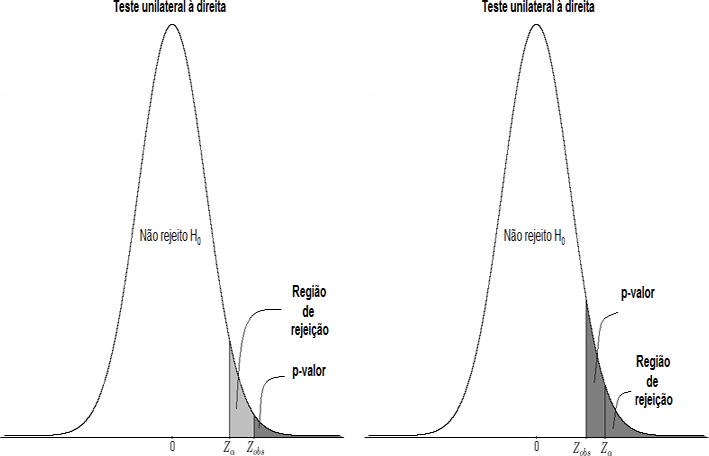 Teste unilateral à direita
Não rejeito H0
Região
de
rejeição
p-valor
0
Zα
Zobs
Teste unilateral à direita
Não rejeito H0
p-valor
Região
de
rejeição
0
Zobs
Zα